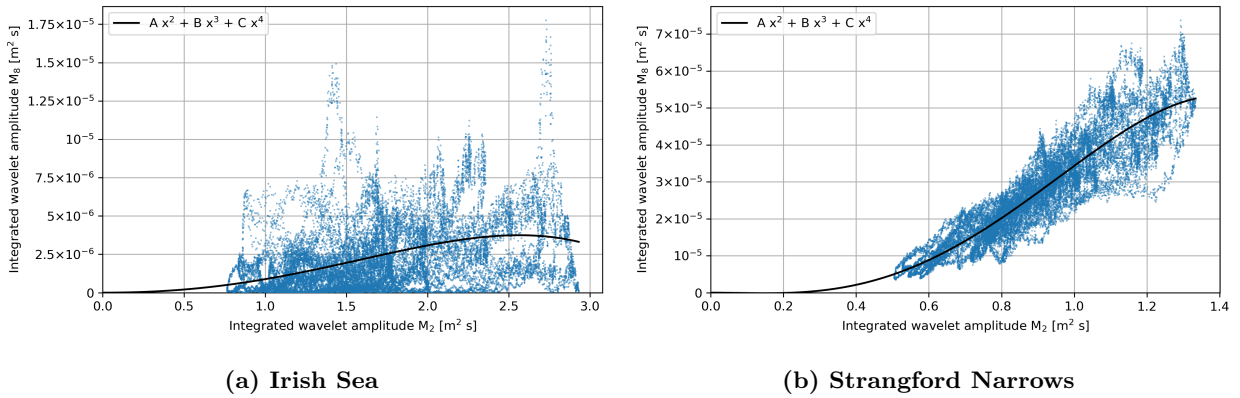 A x² + B x³ + C x⁴
Integrated wavelet amplitude M₈ [m² s]
1.75×10⁻⁵
1.5×10⁻⁵
1.25×10⁻⁵
10⁻⁵
7.5×10⁻⁶
5×10⁻⁶
2.5×10⁻⁶
0
0.0 0.5 1.0 1.5 2.0 2.5 3.0
Integrated wavelet amplitude M₂ [m² s]
(a) Irish Sea
A x² + B x³ + C x⁴
Integrated wavelet amplitude M₈ [m² s]
7×10⁻⁵
6×10⁻⁵
5×10⁻⁵
4×10⁻⁵
3×10⁻⁵
2×10⁻⁵
10⁻⁵
0
0.0 0.2 0.4 0.6 0.8 1.0 1.2 1.4
Integrated wavelet amplitude M₂ [m² s]
(b) Strangford Narrows